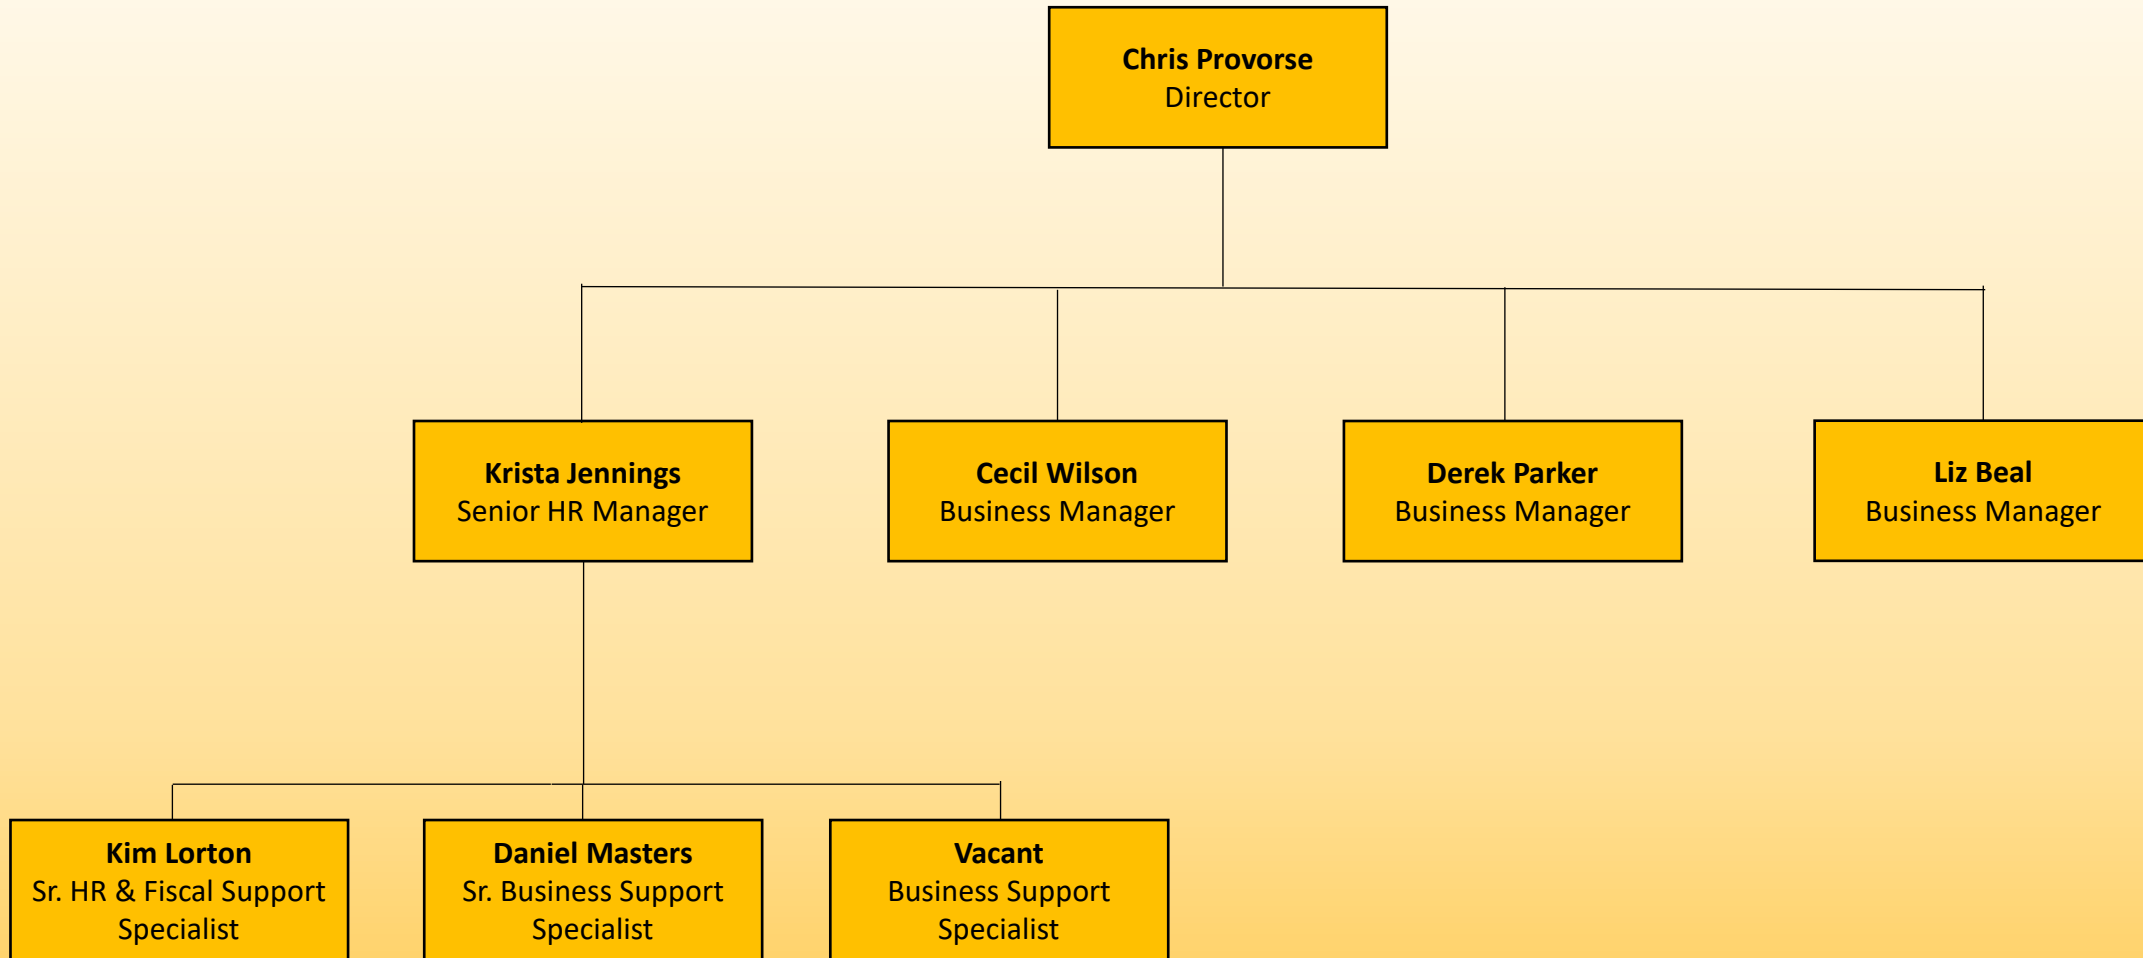 Chris Provorse
Director
Krista Jennings
Senior HR Manager
Cecil Wilson
Business Manager
Derek Parker
Business Manager
Liz Beal
Business Manager
Kim Lorton
Sr. HR & Fiscal Support
Specialist
Daniel Masters
Sr. Business Support
Specialist
Vacant
Business Support
Specialist